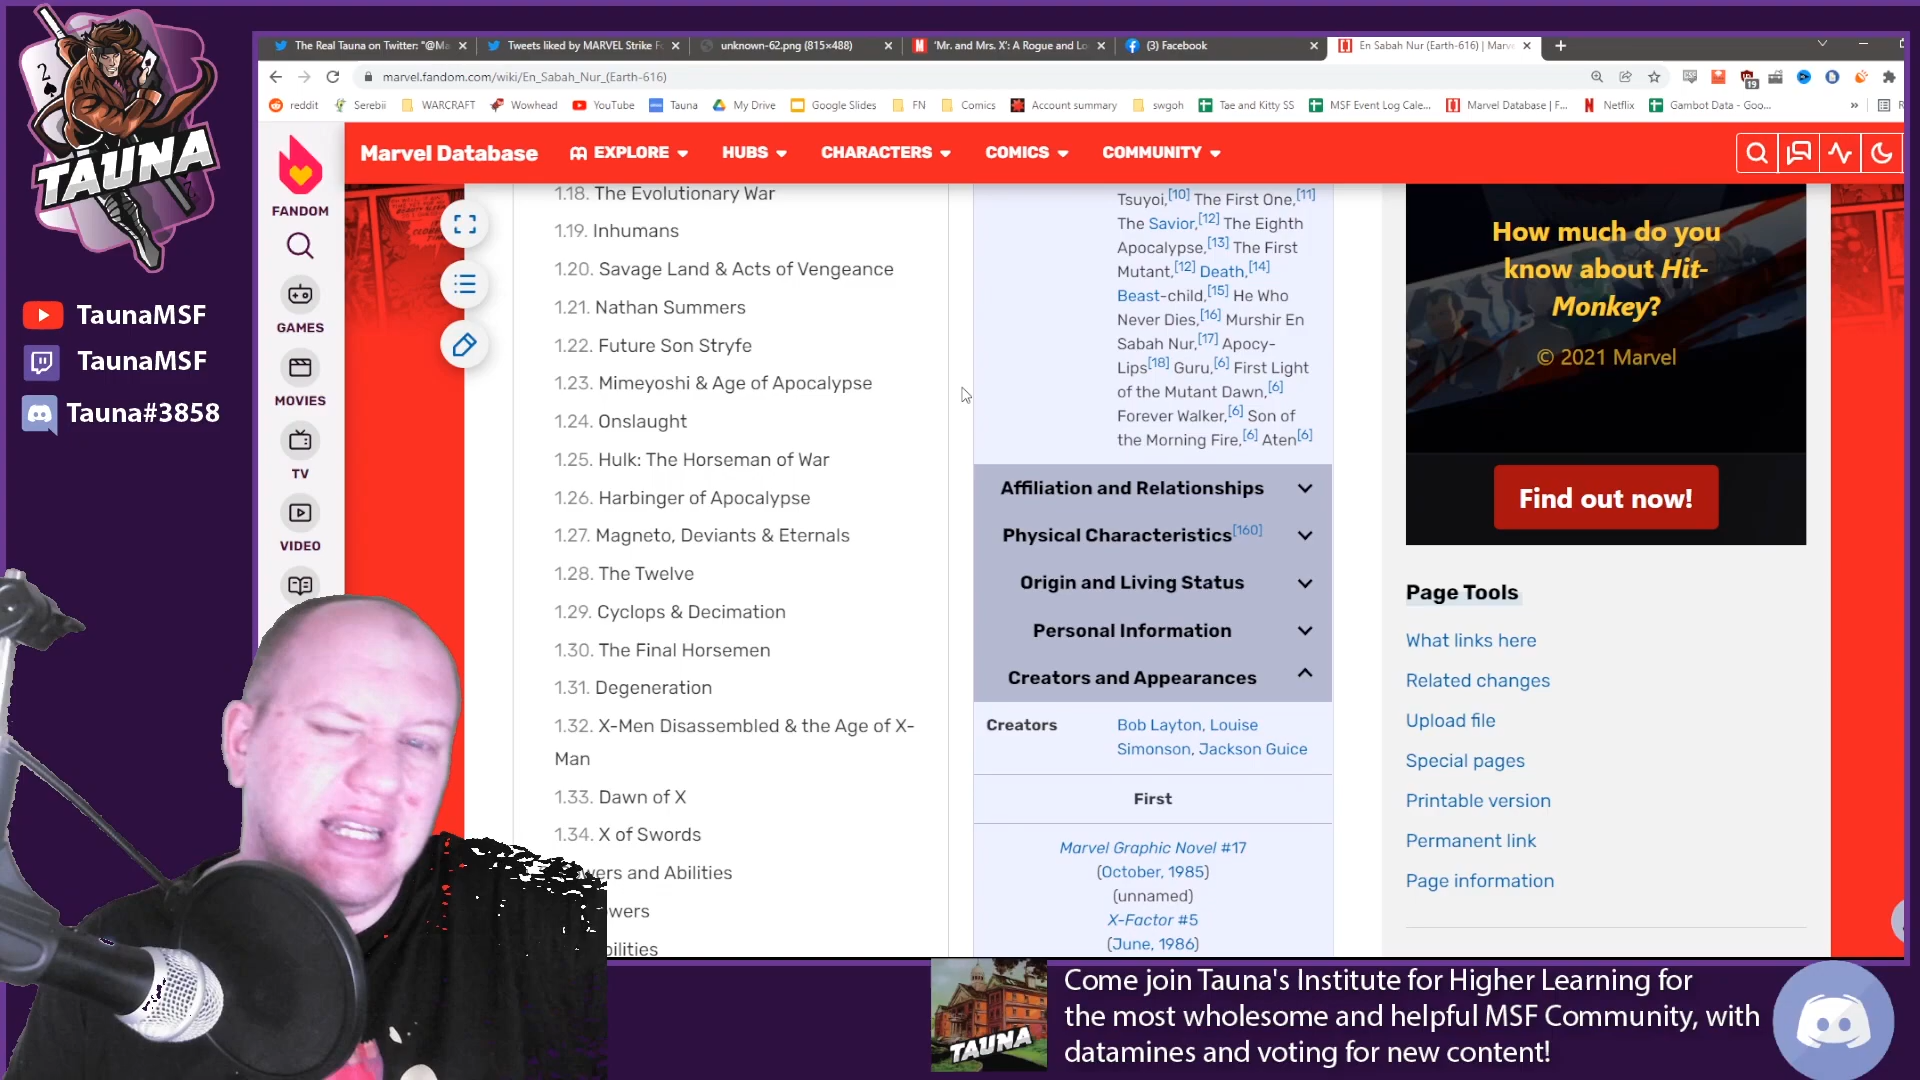 TAUNA
2
TaunaMSF
TaunaMSF
Tauna#3858
The Real Tauna on Twitter: "@Ma
Tweets liked by MARVEL Strike F
unknown-62.png (815×488)
'Mr. and Mrs. X': A Rogue and Lo
(3) Facebook
En Sabah Nur (Earth-616) | Marv
marvel.fandom.com/wiki/En_Sabah_Nur_(Earth-616)
19
reddit
Serebii
WARCRAFT
Wowhead
YouTube
Tauna
My Drive
Google Slides
FN
Comics
Account summary
swgoh
Tae and Kitty SS
MSF Event Log Cale...
Marvel Database | F...
Netflix
Gambot Data - Goo...
»
FANDOM
GAMES
MOVIES
TV
VIDEO
Marvel Database
EXPLORE
HUBS
CHARACTERS
COMICS
COMMUNITY
1.18. The Evolutionary War
1.19. Inhumans
1.20. Savage Land & Acts of Vengeance
1.21. Nathan Summers
1.22. Future Son Stryfe
1.23. Mimeyoshi & Age of Apocalypse
1.24. Onslaught
1.25. Hulk: The Horseman of War
1.26. Harbinger of Apocalypse
1.27. Magneto, Deviants & Eternals
1.28. The Twelve
1.29. Cyclops & Decimation
1.30. The Final Horsemen
1.31. Degeneration
1.32. X-Men Disassembled & the Age of X-
Man
1.33. Dawn of X
1.34. X of Swords
wers and Abilities
wers
bilities
Tsuyoi,[10] The First One,[11]
The Savior,[12] The Eighth
Apocalypse,[13] The First
Mutant,[12] Death,[14]
Beast-child,[15] He Who
Never Dies,[16] Murshir En
Sabah Nur,[17] Apocy-
Lips[18] Guru,[6] First Light
of the Mutant Dawn,[6]
Forever Walker,[6] Son of
the Morning Fire,[6] Aten[6]
Affiliation and Relationships
Physical Characteristics[160]
Origin and Living Status
Personal Information
Creators and Appearances
Creators
Bob Layton, Louise
Simonson, Jackson Guice
First
Marvel Graphic Novel #17
(October, 1985)
(unnamed)
X-Factor #5
(June, 1986)
How much do you
know about Hit-
Monkey?
© 2021 Marvel
Find out now!
Page Tools
What links here
Related changes
Upload file
Special pages
Printable version
Permanent link
Page information
TAUNA
Come join Tauna's Institute for Higher Learning for
the most wholesome and helpful MSF Community, with
datamines and voting for new content!